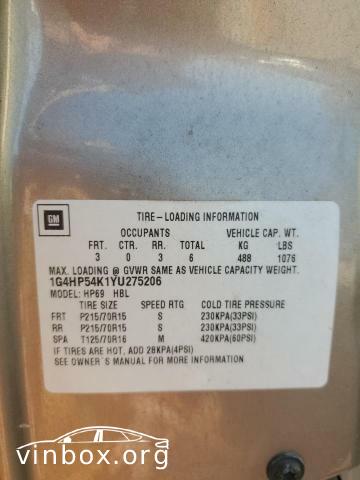 GM
TIRE-LOADING INFORMATION
OCCUPANTS VEHICLE CAP. WT.
FRT. CTR. RR. KG LBS
3 0 3 6 488 1076
MAX. LOADING @ GVWR SAME AS VEHICLE CAPACITY WEIGHT.
1G4HP54K1YU275206
MODEL: HP69 HBL
TIRE SIZE SPEED RTG COLD TIRE PRESSURE
FRT P215/70R15 S 230KPA(33PSI)
RR P215/70R15 S 230KPA(33PSI)
SPA T125/70R16 M 420KPA(60PSI)
IF TIRES ARE HOT, ADD 28KPA(4PSI)
SEE OWNER'S MANUAL FOR MORE INFORMATION
vinbox.org